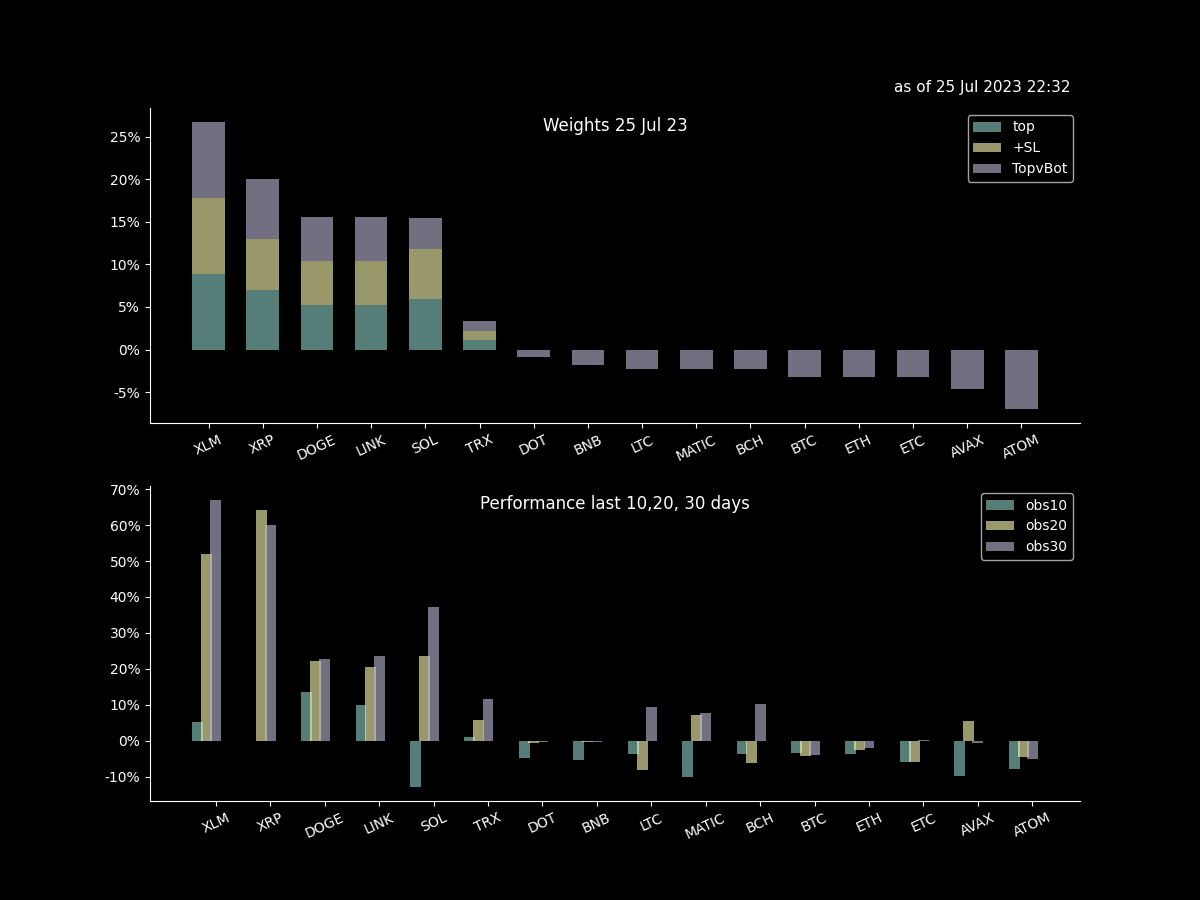 as of 25 Jul 2023 22:32
Weights 25 Jul 23
top
+SL
TopvBot
25%
20%
15%
10%
5%
0%
-5%
XLM XRP DOGE LINK SOL TRX DOT BNB LTC MATIC BCH BTC ETH ETC AVAX ATOM
Performance last 10,20, 30 days
obs10
obs20
obs30
70%
60%
50%
40%
30%
20%
10%
0%
-10%
XLM XRP DOGE LINK SOL TRX DOT BNB LTC MATIC BCH BTC ETH ETC AVAX ATOM